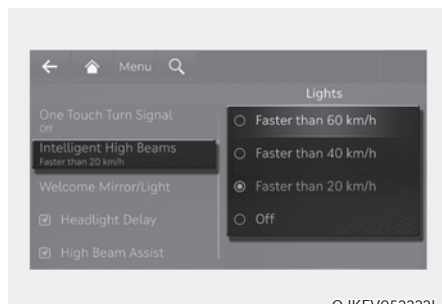 Menu
Lights
One Touch Turn Signal
Off
Intelligent High Beams
Faster than 20 km/h
Welcome Mirror/Light
Headlight Delay
High Beam Assist
Faster than 60 km/h
Faster than 40 km/h
Faster than 20 km/h
Off